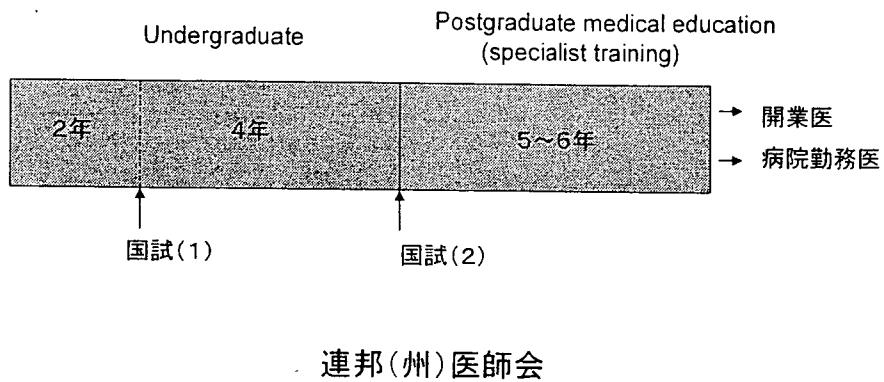 Undergraduate
Postgraduate medical education
(specialist training)
2年
4年
5～6年
→ 開業医
→ 病院勤務医
国試(1)
国試(2)
連邦(州)医師会